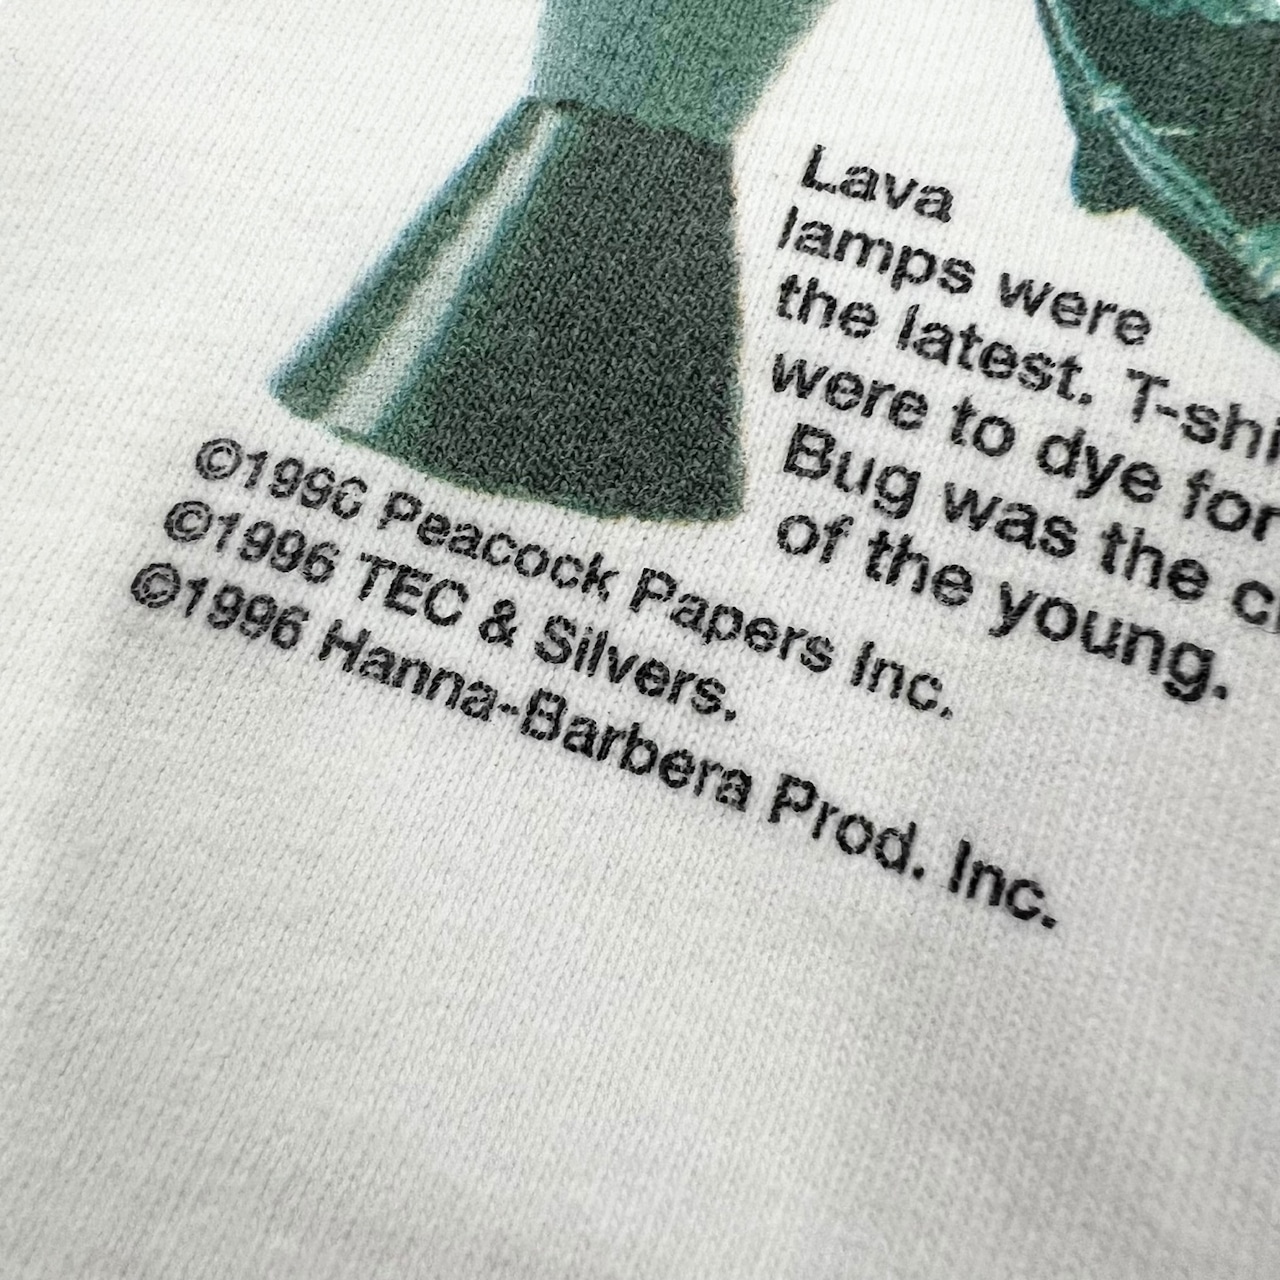 Lava
lamps were
the latest. T-shi
were to dye for
Bug was the c
of the young.
©1996 Peacock Papers Inc.
©1996 TEC & Silvers.
©1996 Hanna-Barbera Prod. Inc.